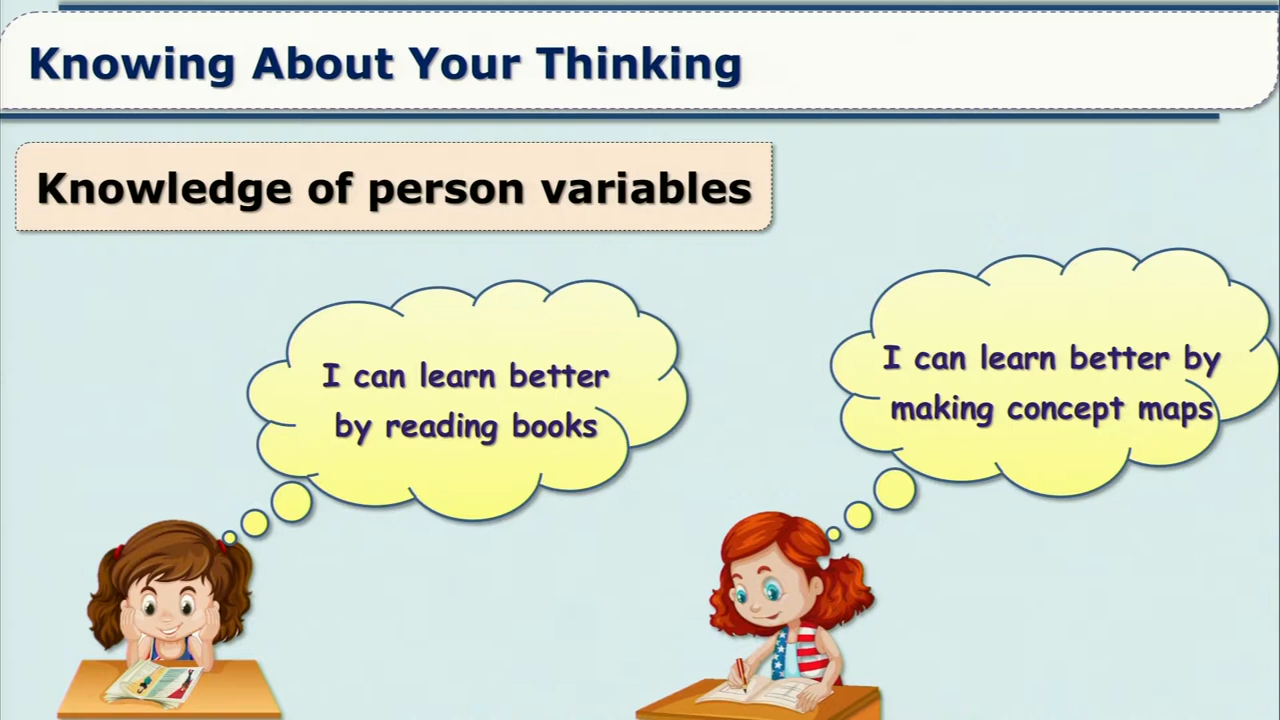 Knowing About Your Thinking
Knowledge of person variables
I can learn better
by reading books
I can learn better by
making concept maps